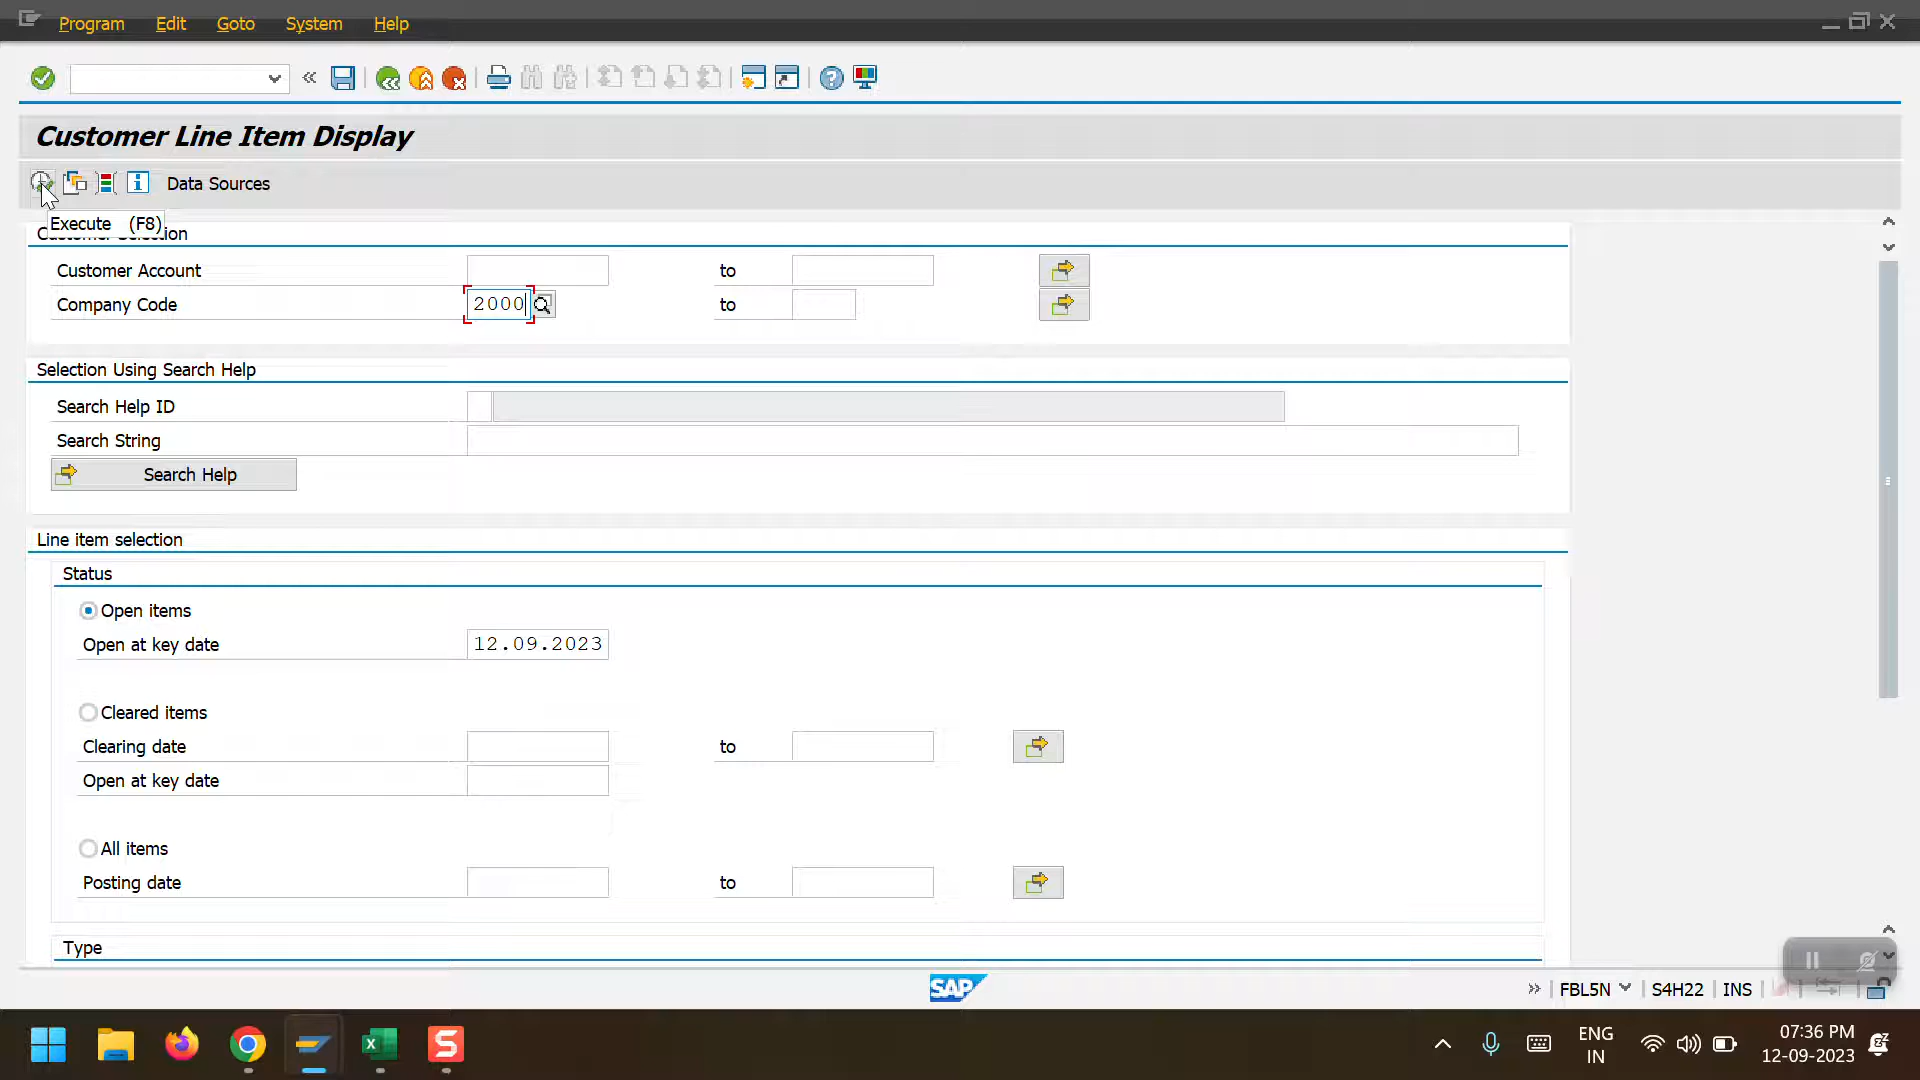 Program Edit Goto System Help
Customer Line Item Display
Data Sources
Execute (F8)
Customer Selection
Customer Account to
Company Code 2000 to
Selection Using Search Help
Search Help ID
Search String
Search Help
Line item selection
Status
Open items
Open at key date 12.09.2023
Cleared items
Clearing date to
Open at key date
All items
Posting date to
Type
SAP
FBL5N S4H22 INS
ENG
IN
07:36 PM
12-09-2023